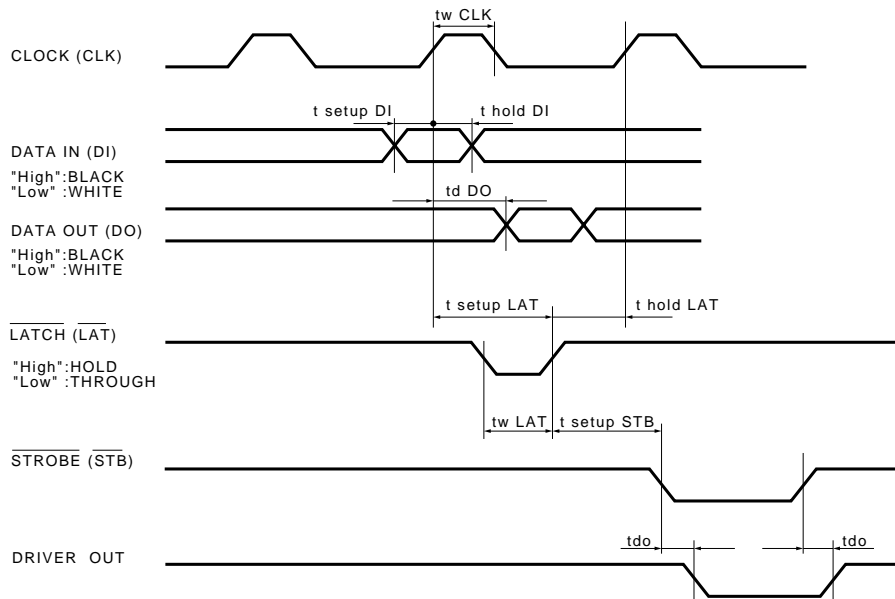 tw CLK
CLOCK (CLK)
t setup DI
t hold DI
DATA IN (DI)
"High":BLACK
"Low" :WHITE
td DO
DATA OUT (DO)
"High":BLACK
"Low" :WHITE
t setup LAT
t hold LAT
LATCH (LAT)
"High":HOLD
"Low" :THROUGH
tw LAT
t setup STB
STROBE (STB)
tdo
tdo
DRIVER OUT